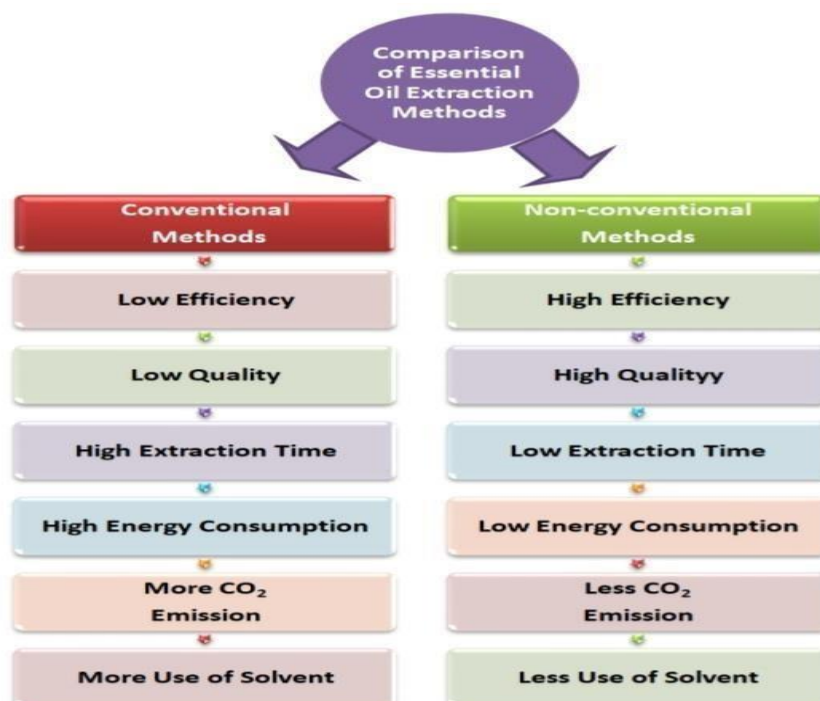 Comparison
of Essential
Oil Extraction
Methods
Conventional
Methods
Low Efficiency
Low Quality
High Extraction Time
High Energy Consumption
More CO₂
Emission
More Use of Solvent
Non-conventional
Methods
High Efficiency
High Qualityy
Low Extraction Time
Low Energy Consumption
Less CO₂
Emission
Less Use of Solvent